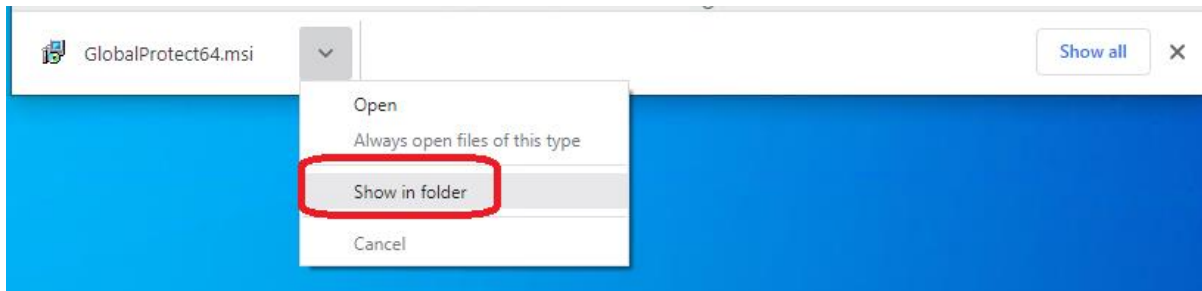 GlobalProtect64.msi
Show all
Open
Always open files of this type
Show in folder
Cancel